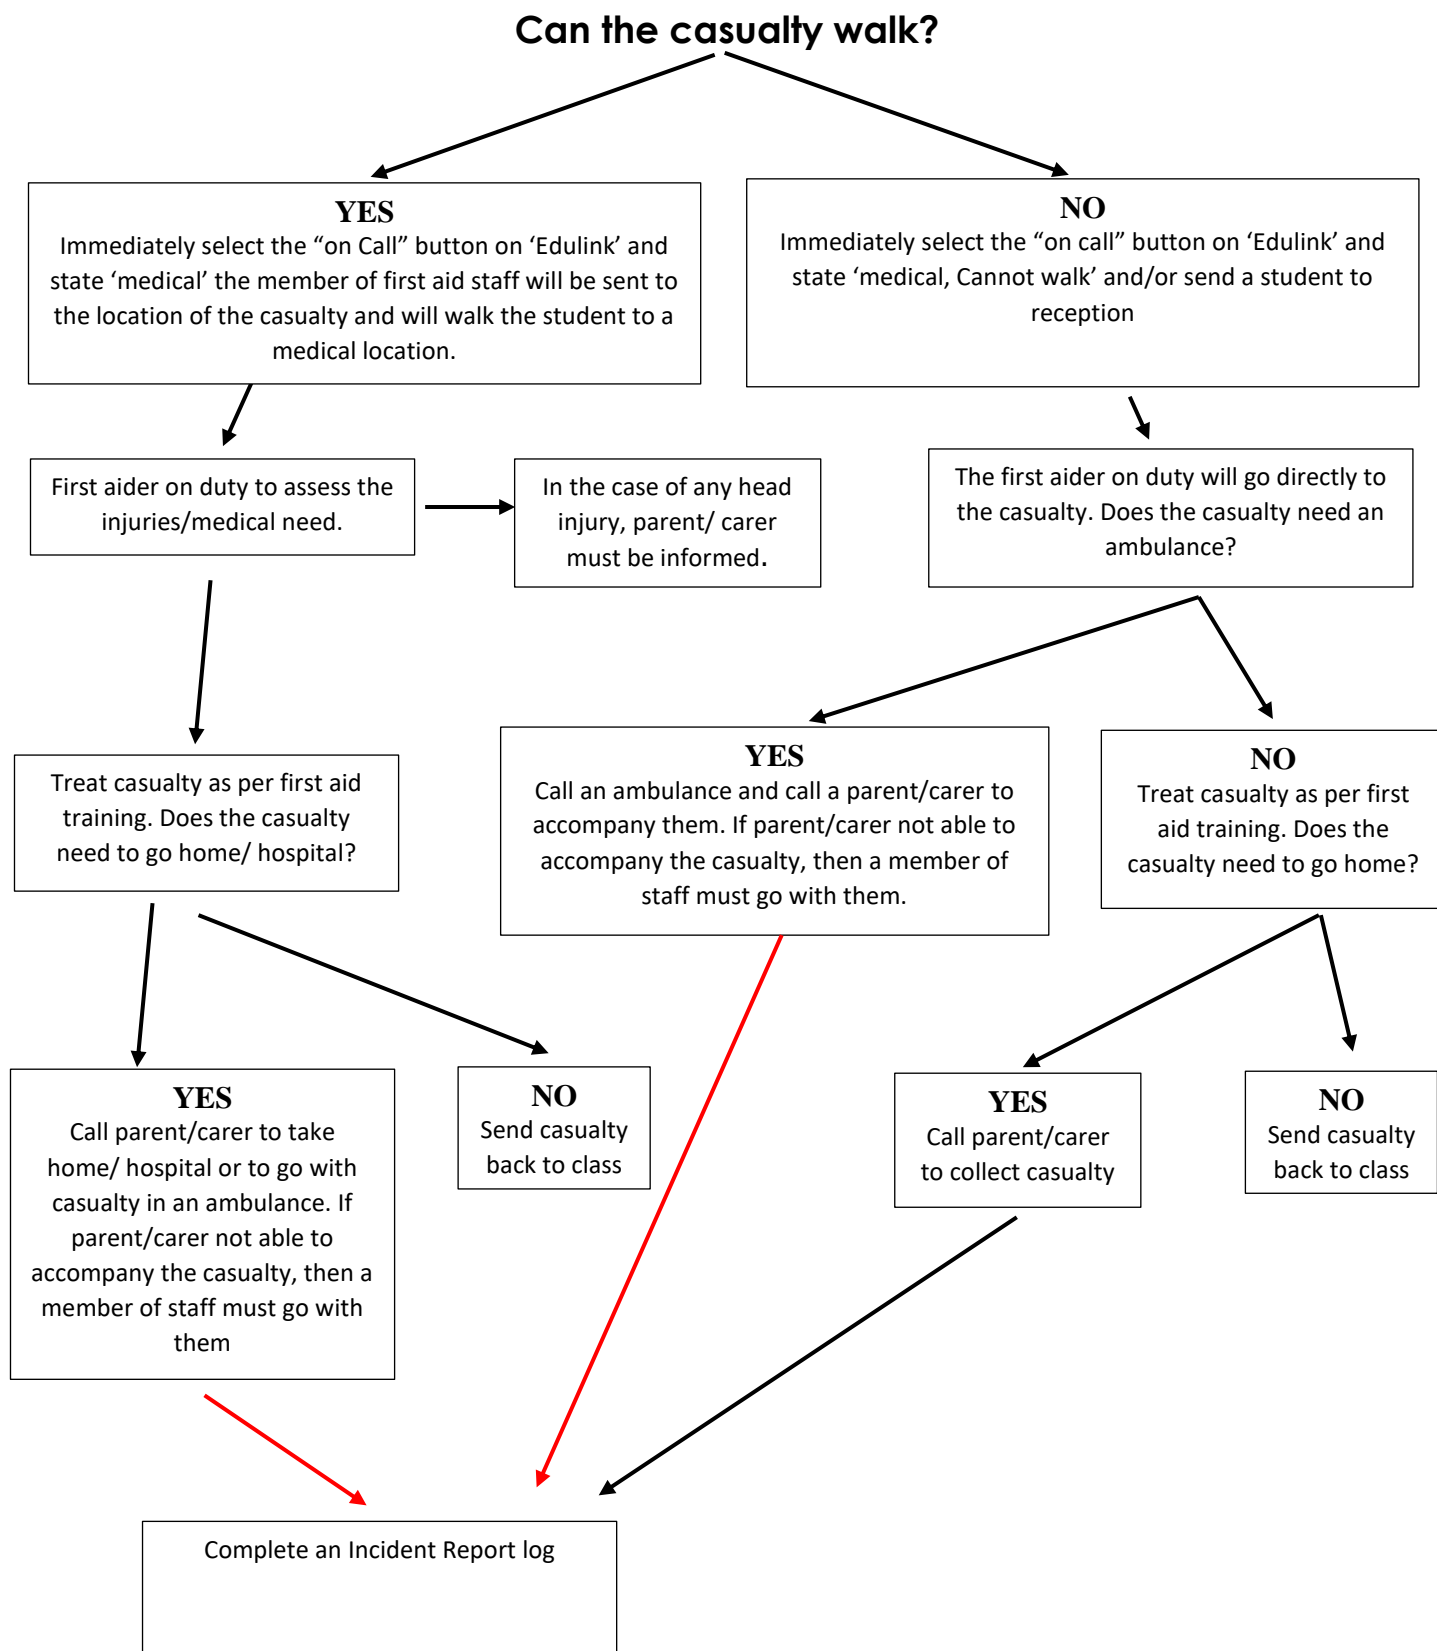 Can the casualty walk?
YES
Immediately select the “on Call” button on ‘Edulink’ and
state ‘medical’ the member of first aid staff will be sent to
the location of the casualty and will walk the student to a
medical location.
NO
Immediately select the “on call” button on ‘Edulink’ and
state ‘medical, Cannot walk’ and/or send a student to
reception
First aider on duty to assess the
injuries/medical need.
In the case of any head
injury, parent/ carer
must be informed.
The first aider on duty will go directly to
the casualty. Does the casualty need an
ambulance?
Treat casualty as per first aid
training. Does the casualty
need to go home/ hospital?
YES
Call an ambulance and call a parent/carer to
accompany them. If parent/carer not able to
accompany the casualty, then a member of
staff must go with them.
NO
Treat casualty as per first
aid training. Does the
casualty need to go home?
YES
Call parent/carer to take
home/ hospital or to go with
casualty in an ambulance. If
parent/carer not able to
accompany the casualty, then a
member of staff must go with
them
NO
Send casualty
back to class
YES
Call parent/carer
to collect casualty
NO
Send casualty
back to class
Complete an Incident Report log